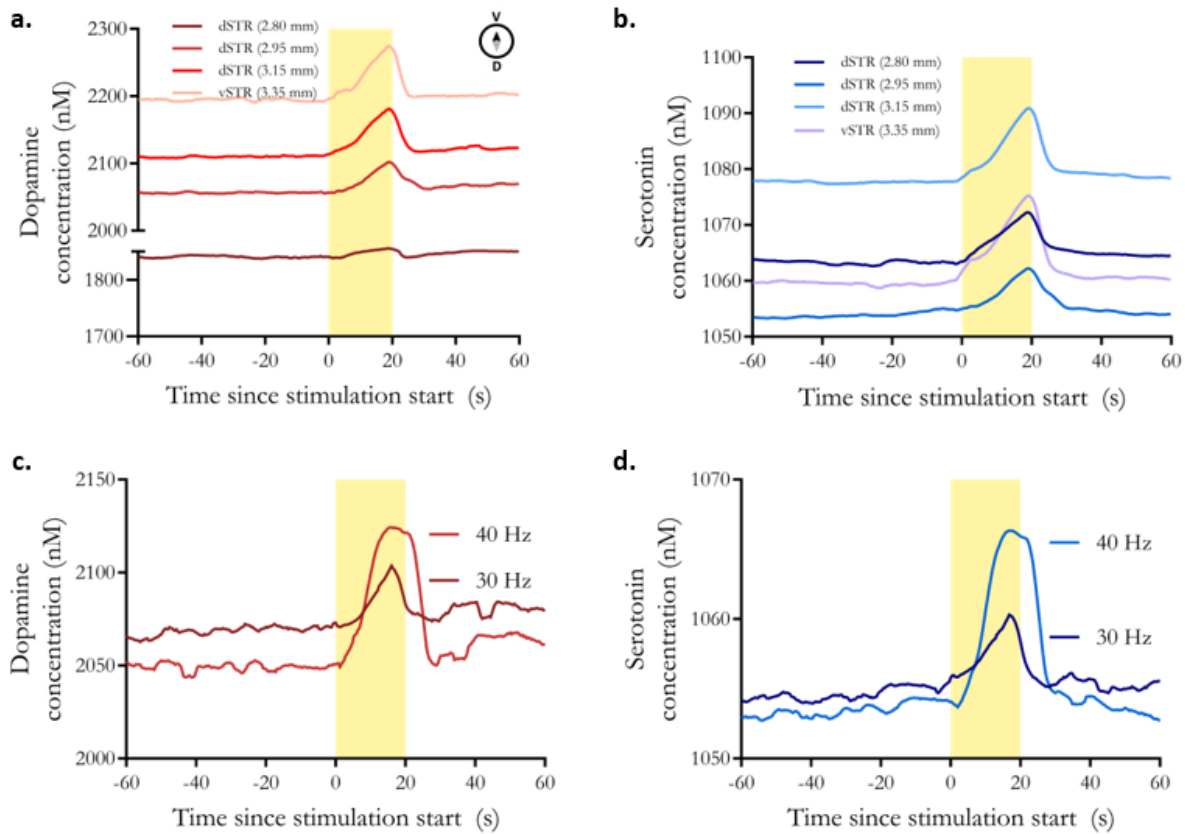 a.
dSTR (2.80 mm)
dSTR (2.95 mm)
dSTR (3.15 mm)
vSTR (3.35 mm)
V
D
Dopamine
concentration (nM)
2300
2200
2100
2000
1800
1700
-60 -40 -20 0 20 40 60
Time since stimulation start (s)
b.
dSTR (2.80 mm)
dSTR (2.95 mm)
dSTR (3.15 mm)
vSTR (3.35 mm)
Serotonin
concentration (nM)
1100
1090
1080
1070
1060
1050
-60 -40 -20 0 20 40 60
Time since stimulation start (s)
c.
Dopamine
concentration (nM)
2150
2100
2050
2000
40 Hz
30 Hz
-60 -40 -20 0 20 40 60
Time since stimulation start (s)
d.
Serotonin
concentration (nM)
1070
1060
1050
40 Hz
30 Hz
-60 -40 -20 0 20 40 60
Time since stimulation start (s)